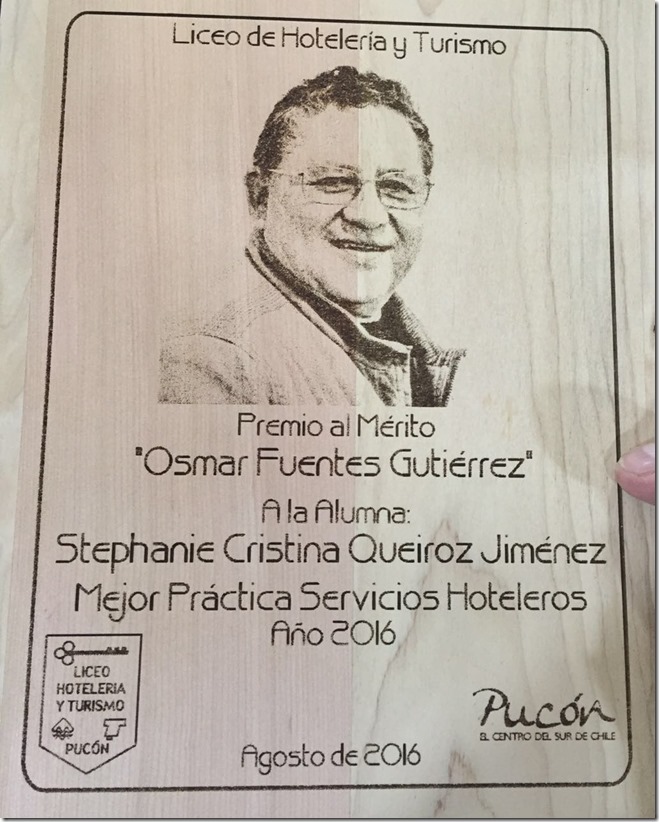 Liceo de Hotelería y Turismo
Premio al Mérito
"Osmar Fuentes Gutiérrez"
A la Alumna:
Stephanie Cristina Queiroz Jiménez
Mejor Práctica Servicios Hoteleros
Año 2016
LICEO
HOTELERIA
Y TURISMO
PUCÓN
Pucón
EL CENTRO DEL SUR DE CHILE
Agosto de 2016